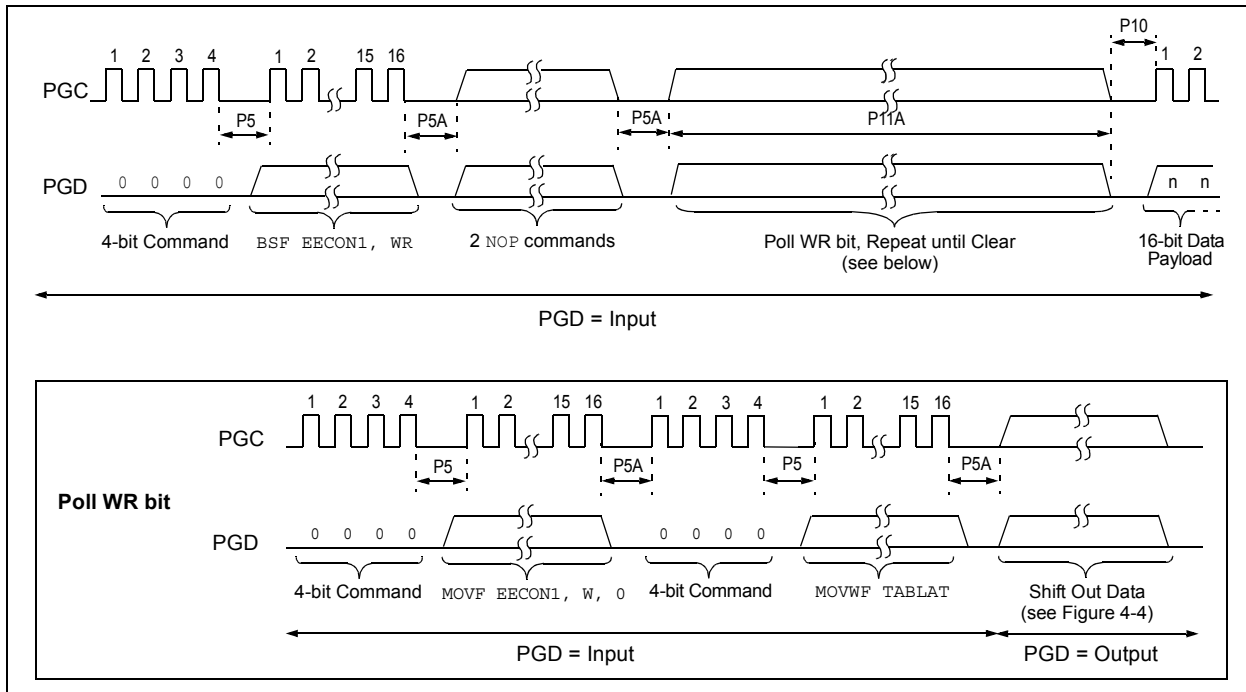 P10
1 2 3 4 1 2 15 16 1 2
PGC
P5 P5A P5A P11A
PGD 0 0 0 0 n n
4-bit Command BSF EECON1, WR 2 NOP commands Poll WR bit, Repeat until Clear 16-bit Data
(see below) Payload
PGD = Input
1 2 3 4 1 2 15 16 1 2 3 4 1 2 15 16
PGC
P5 P5A P5 P5A
Poll WR bit
PGD 0 0 0 0 0 0 0 0
4-bit Command MOVF EECON1, W, 0 4-bit Command MOVWF TABLAT Shift Out Data
(see Figure 4-4)
PGD = Input PGD = Output